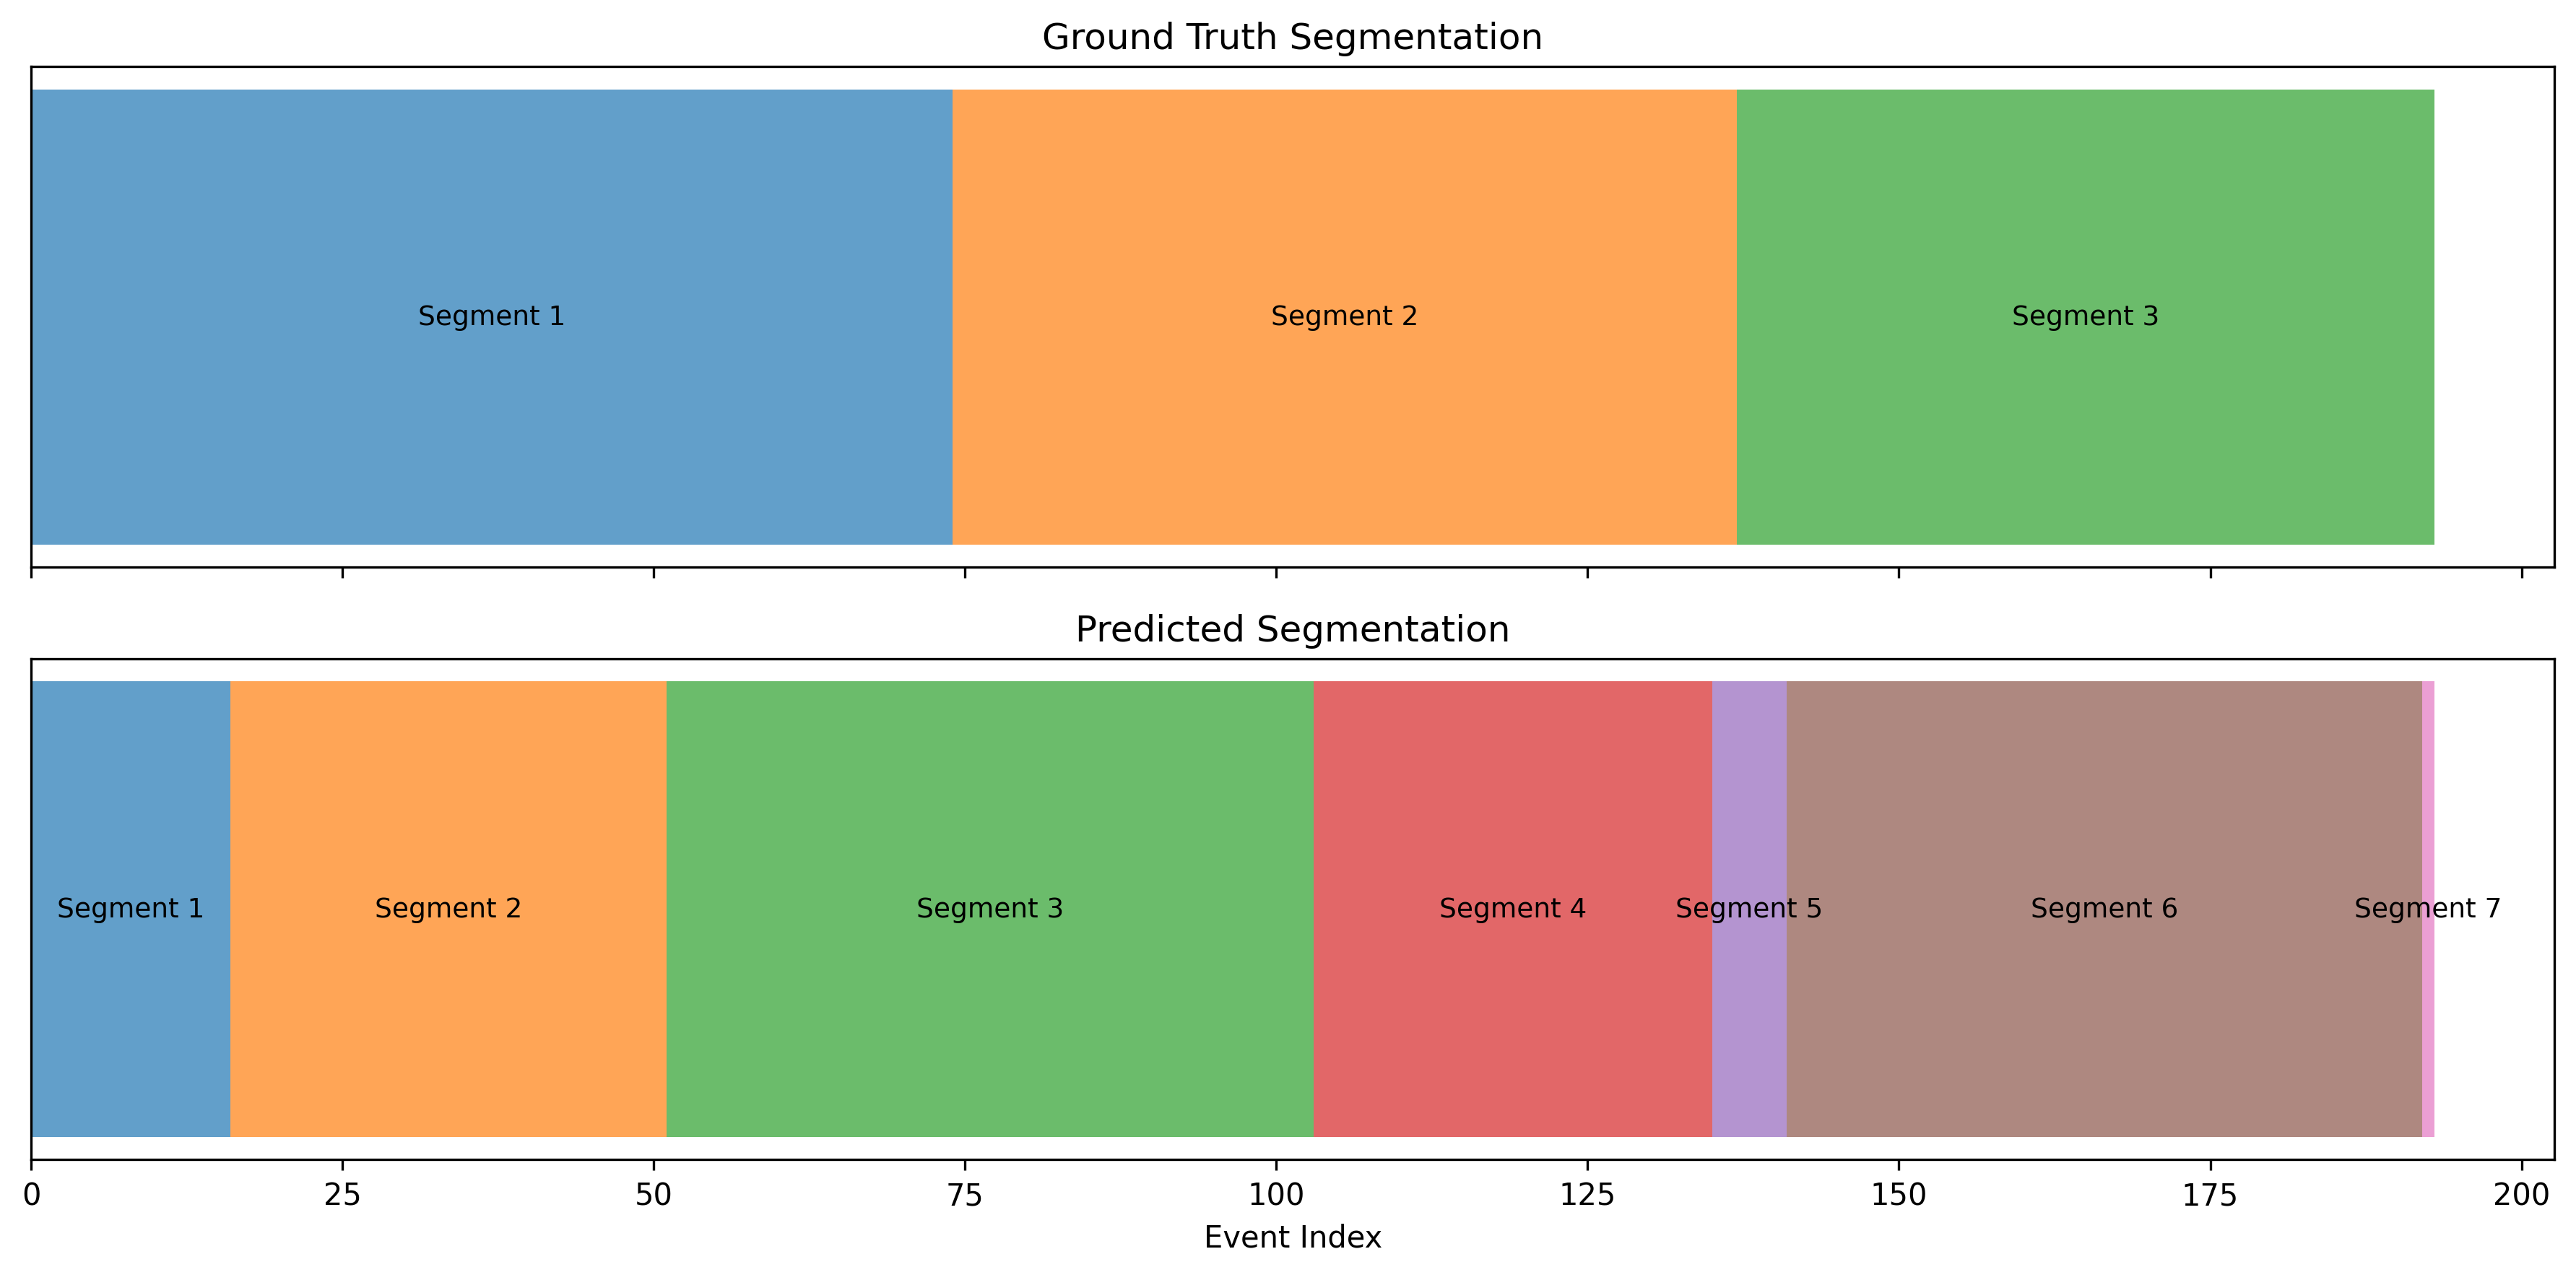 Ground Truth Segmentation
Segment 1 Segment 2 Segment 3
Predicted Segmentation
Segment 1 Segment 2 Segment 3 Segment 4 Segment 5 Segment 6 Segment 7
0 25 50 75 100 125 150 175 200
Event Index